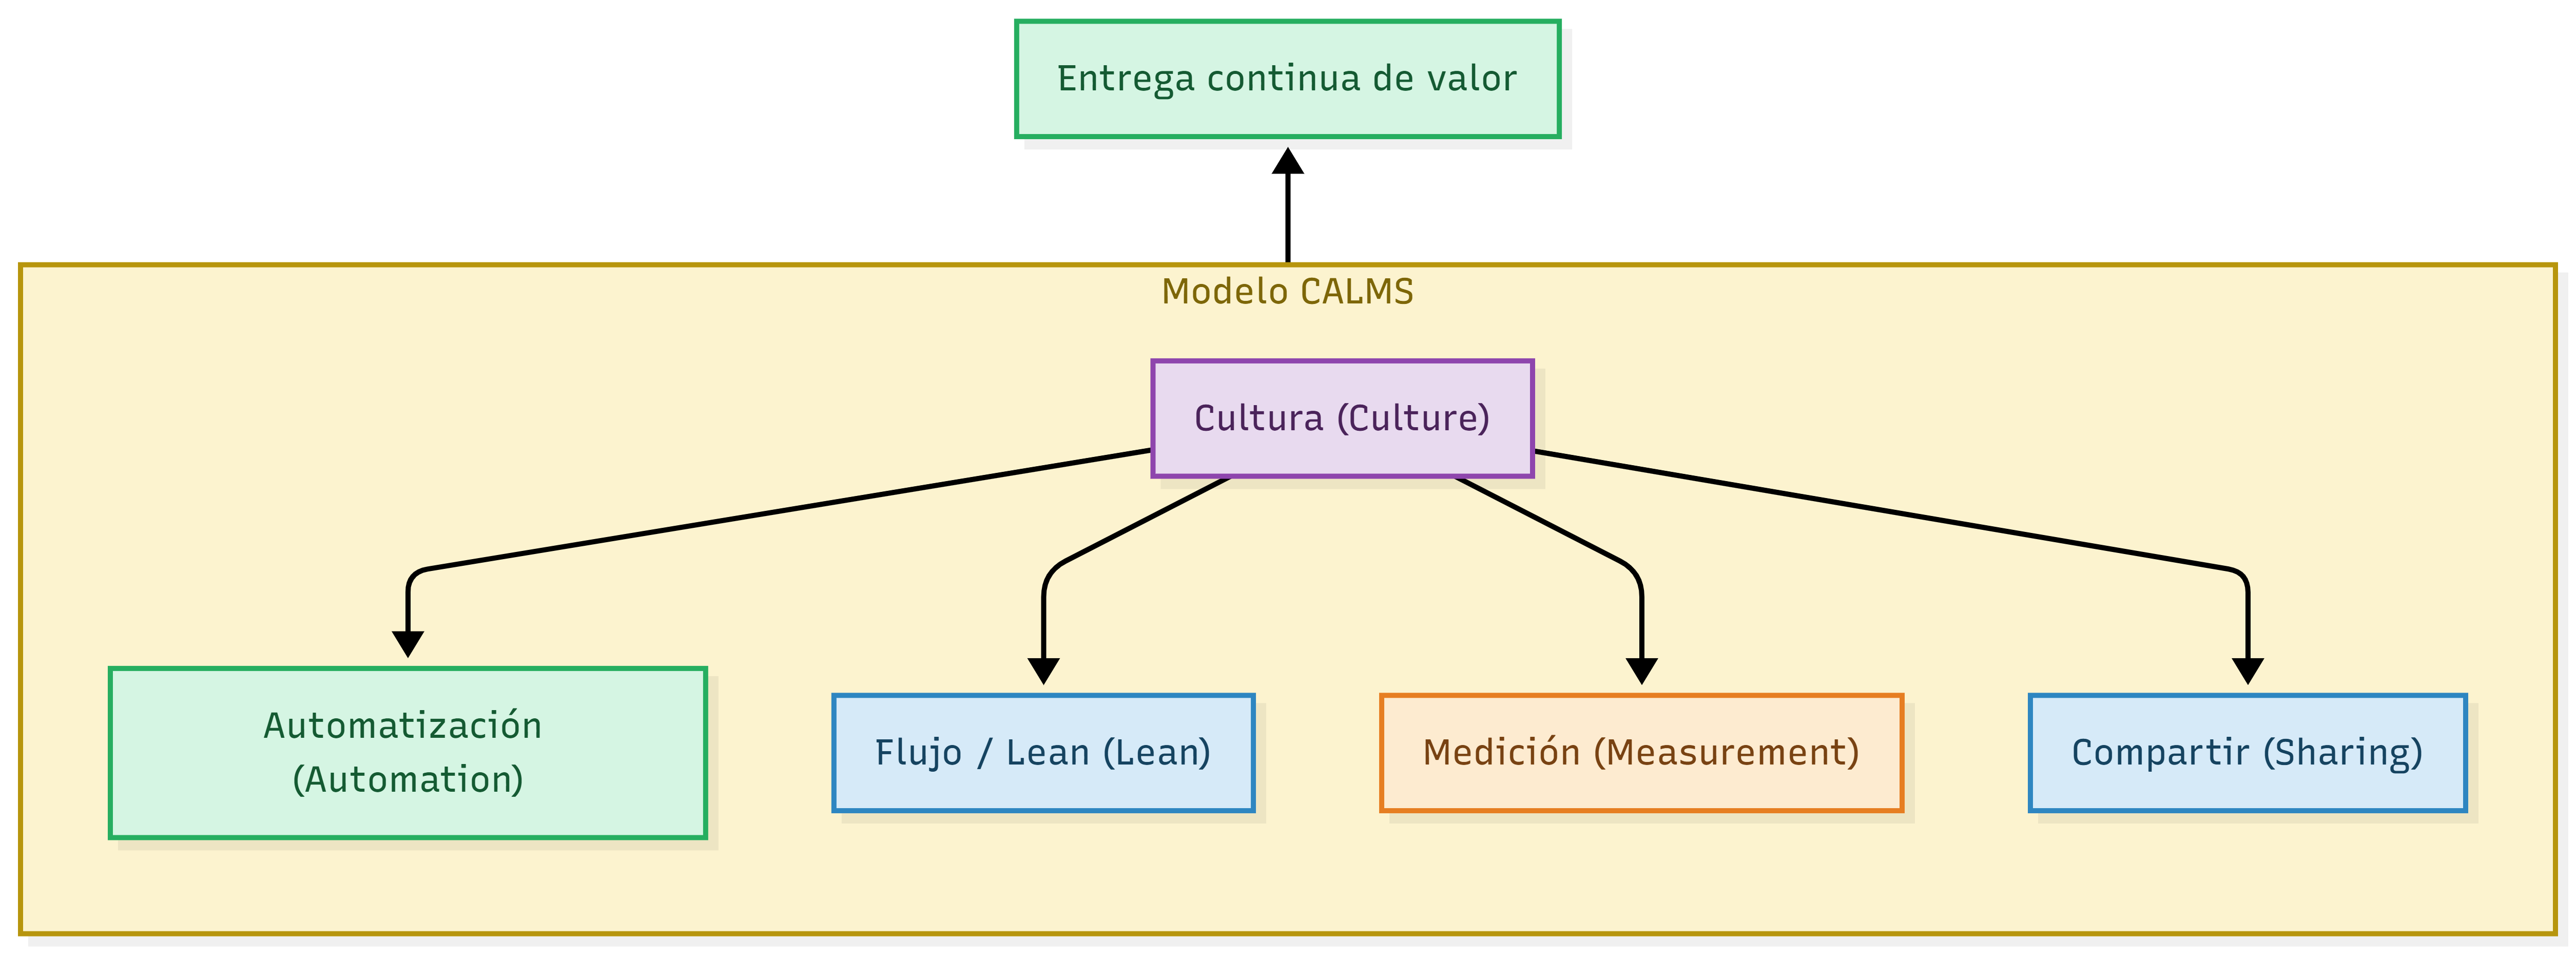 Entrega continua de valor
Modelo CALMS
Cultura (Culture)
Automatización
(Automation)
Flujo / Lean (Lean)
Medición (Measurement)
Compartir (Sharing)